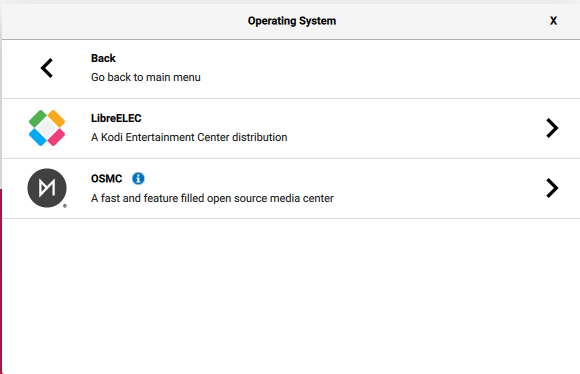 Operating System X
Back
Go back to main menu
LibreELEC
A Kodi Entertainment Center distribution
OSMC
A fast and feature filled open source media center